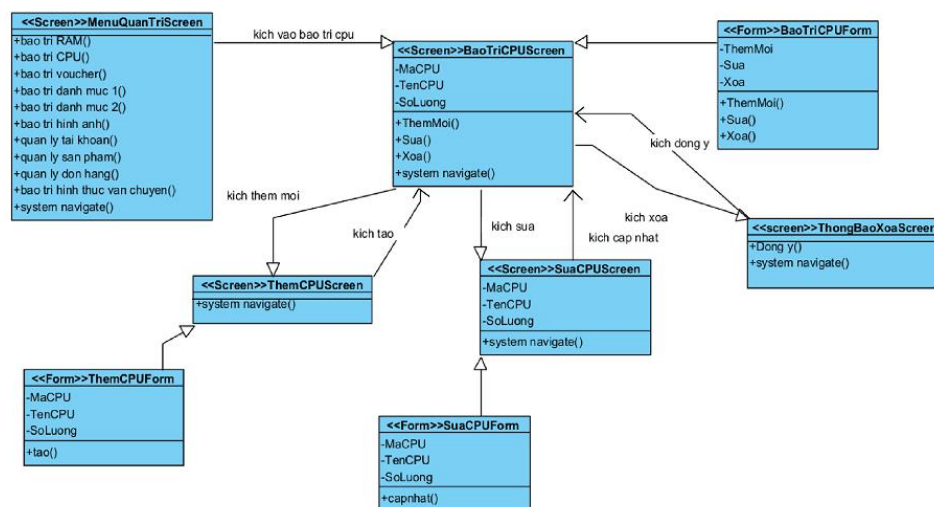 <<Screen>>MenuQuanTriScreen
+bao tri RAM()
+bao tri CPU()
+bao tri voucher()
+bao tri danh muc 1()
+bao tri danh muc 2()
+bao tri hinh anh()
+quan ly tai khoan()
+quan ly san pham()
+quan ly don hang()
+bao tri hinh thuc van chuyen()
+system navigate()
kich vao bao tri cpu
<<Screen>>BaoTriCPUScreen
-MaCPU
-TenCPU
-SoLuong
+ThemMoi()
+Sua()
+Xoa()
+system navigate()
<<Form>>BaoTriCPUForm
-ThemMoi
-Sua
-Xoa
+ThemMoi()
+Sua()
+Xoa()
kich dong y
kich them moi
kich tao
kich sua
kich xoa
kich cap nhat
<<screen>>ThongBaoXoaScreen
+Dong y()
+system navigate()
<<Screen>>ThemCPUScreen
+system navigate()
<<Screen>>SuaCPUScreen
-MaCPU
-TenCPU
-SoLuong
+system navigate()
<<Form>>ThemCPUForm
-MaCPU
-TenCPU
-SoLuong
+tao()
<<Form>>SuaCPUForm
-MaCPU
-TenCPU
-SoLuong
+capnhat()